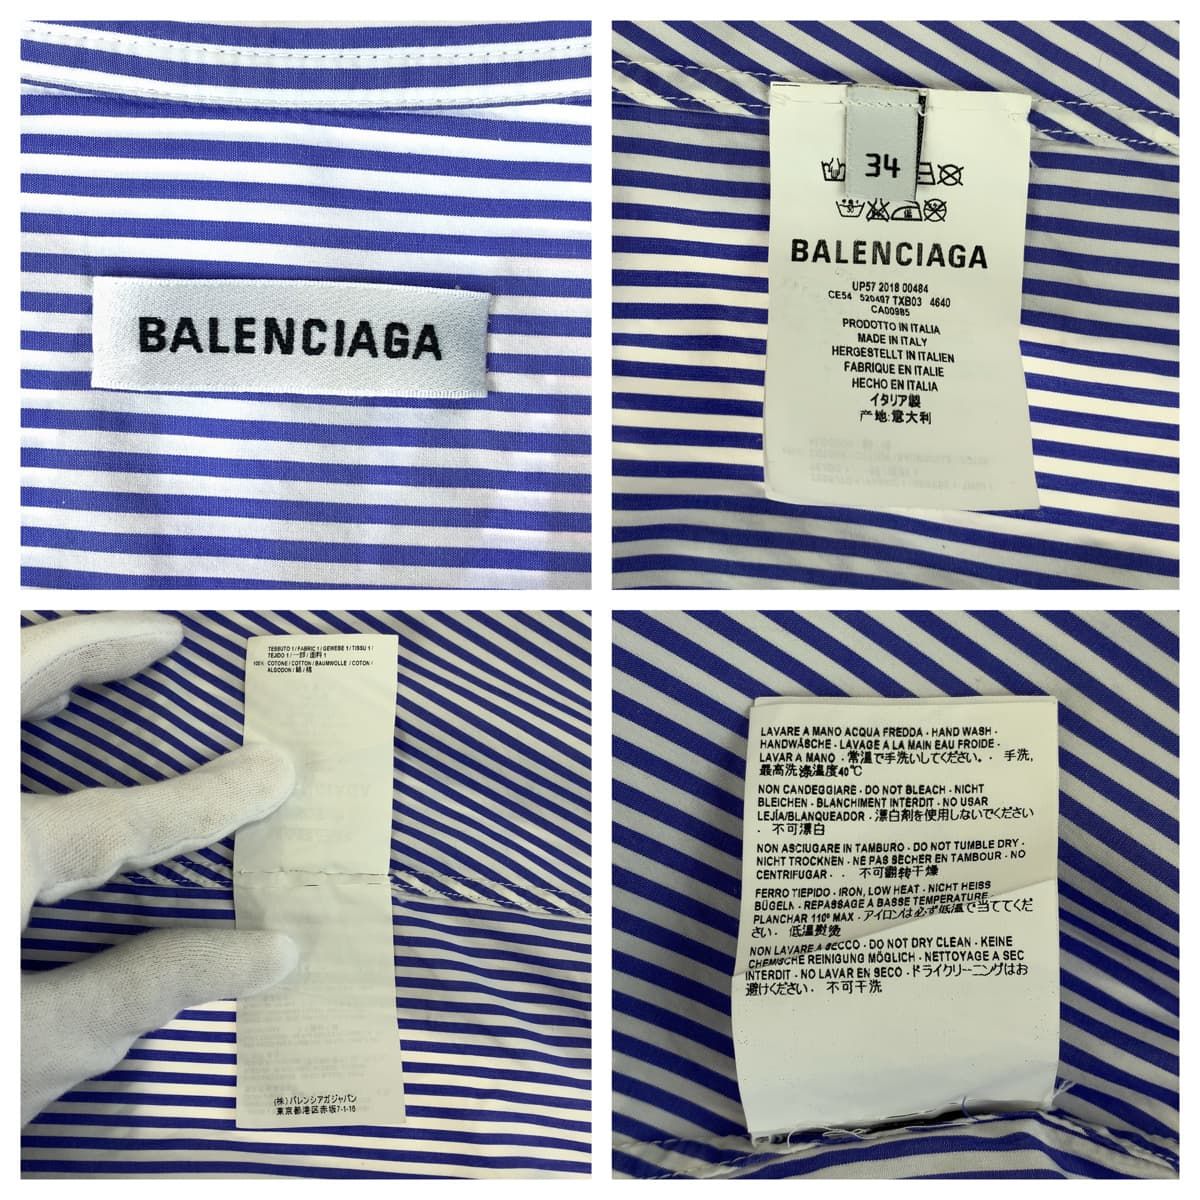 BALENCIAGA
34
BALENCIAGA
UP57 2018 00484
CE54 520497 TXB03 4640
CA00985
PRODOTTO IN ITALIA
MADE IN ITALY
HERGESTELLT IN ITALIEN
FABRIQUE EN ITALIE
HECHO EN ITALIA
イタリア製
产地:意大利
TESSUTO 1 / FABRIC 1 / GEWEBE 1 / TISSU 1 /
TEJIDO 1 / 一部 / 面料 1
100% COTONE / COTTON / BAUMWOLLE / COTON /
ALGODON / 綿 / 棉
(株) バレンシアガジャパン
東京都港区赤坂7-1-16
LAVARE A MANO ACQUA FREDDA - HAND WASH -
HANDWÄSCHE - LAVAGE A LA MAIN EAU FROIDE -
LAVAR A MANO - 常温で手洗いしてください。 - 手洗,
最高洗涤温度40℃
NON CANDEGGIARE - DO NOT BLEACH - NICHT
BLEICHEN - BLANCHIMENT INTERDIT - NO USAR
LEJÍA/BLANQUEADOR - 漂白剤を使用しないでください
- 不可漂白
NON ASCIUGARE IN TAMBURO - DO NOT TUMBLE DRY -
NICHT TROCKNEN - NE PAS SÉCHER EN TAMBOUR - NO
CENTRIFUGAR - - 不可翻转干燥
FERRO TIEPIDO - IRON, LOW HEAT - NICHT HEISS
BÜGELN - REPASSAGE A BASSE TEMPERATURE -
PLANCHAR 110º MAX - アイロンは必ず低温で当ててくだ
さい. 低温熨烫
NON LAVARE A SECCO - DO NOT DRY CLEAN - KEINE
CHEMISCHE REINIGUNG MÖGLICH - NETTOYAGE A SEC
INTERDIT - NO LAVAR EN SECO - ドライクリーニングはお
避けください. 不可干洗